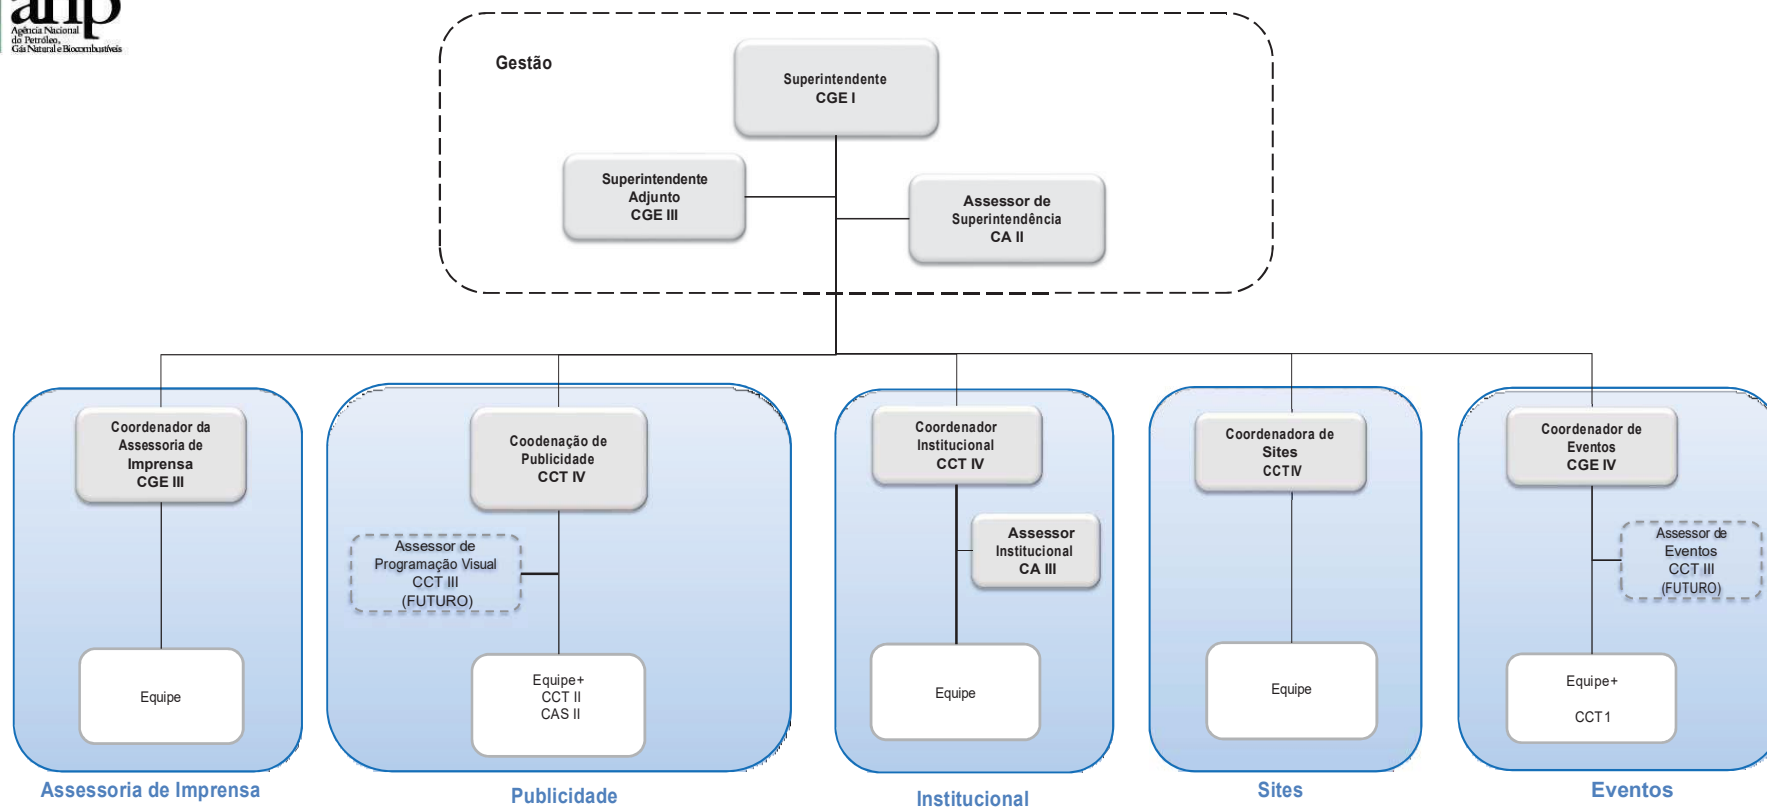 anp
Agência Nacional
do Petróleo,
Gás Natural e Biocombustíveis
Gestão
Superintendente
CGE I
Superintendente
Adjunto
CGE III
Assessor de
Superintendência
CA II
Coordenador da
Assessoria de
Imprensa
CGE III
Coodenação de
Publicidade
CCT IV
Coordenador
Institucional
CCT IV
Coordenadora de
Sites
CCTIV
Coordenador de
Eventos
CGE IV
Assessor de
Programação Visual
CCT III
(FUTURO)
Assessor
Institucional
CA III
Assessor de
Eventos
CCT III
(FUTURO)
Equipe
Equipe+
CCT II
CAS II
Equipe
Equipe
Equipe+
CCT1
Assessoria de Imprensa
Publicidade
Institucional
Sites
Eventos